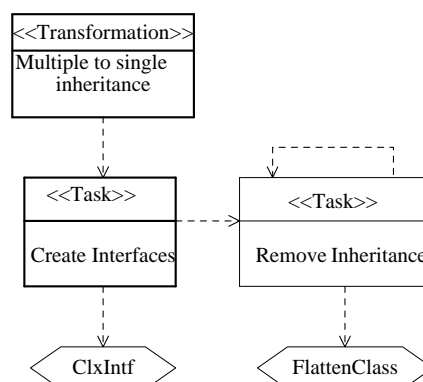 <<Transformation>>
Multiple to single
inheritance
<<Task>>
<<Task>>
Create Interfaces
Remove Inheritance
ClxIntf
FlattenClass